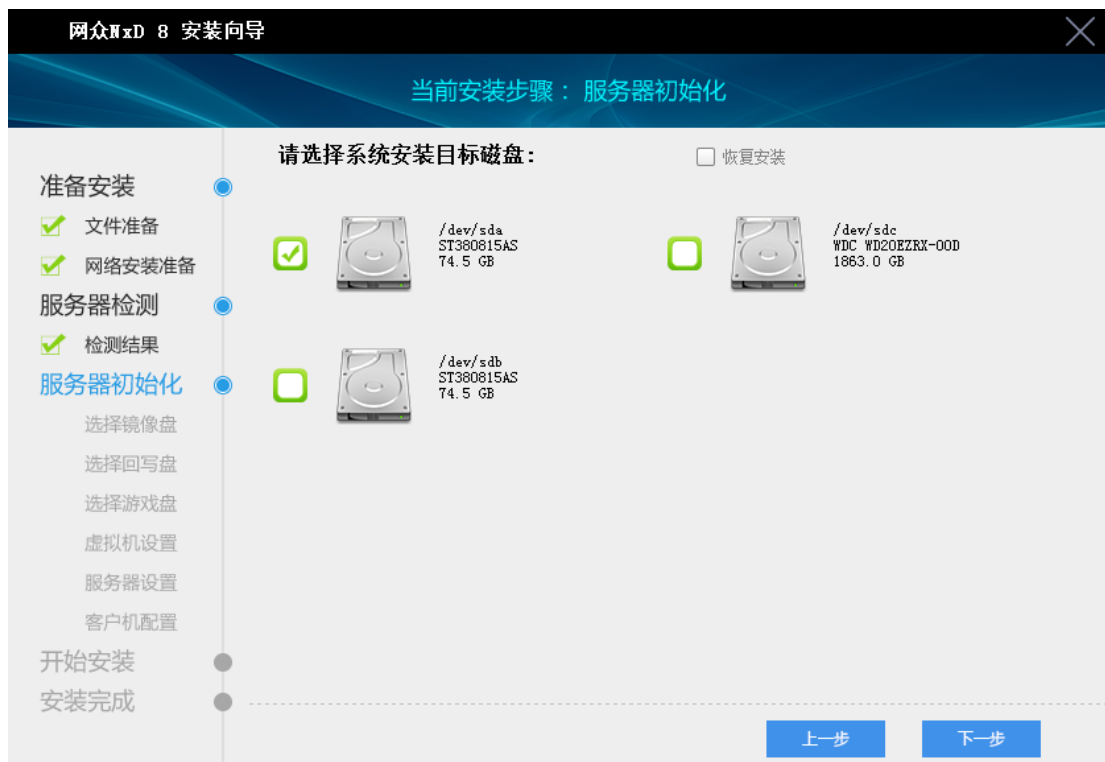 网众NxD 8 安装向导
当前安装步骤：服务器初始化
请选择系统安装目标磁盘:
恢复安装
准备安装
文件准备
网络安装准备
服务器检测
检测结果
服务器初始化
选择镜像盘
选择回写盘
选择游戏盘
虚拟机设置
服务器设置
客户机配置
开始安装
安装完成
/dev/sda
ST380815AS
74.5 GB
/dev/sdc
WDC WD20EZRX-00D
1863.0 GB
/dev/sdb
ST380815AS
74.5 GB
上一步
下一步